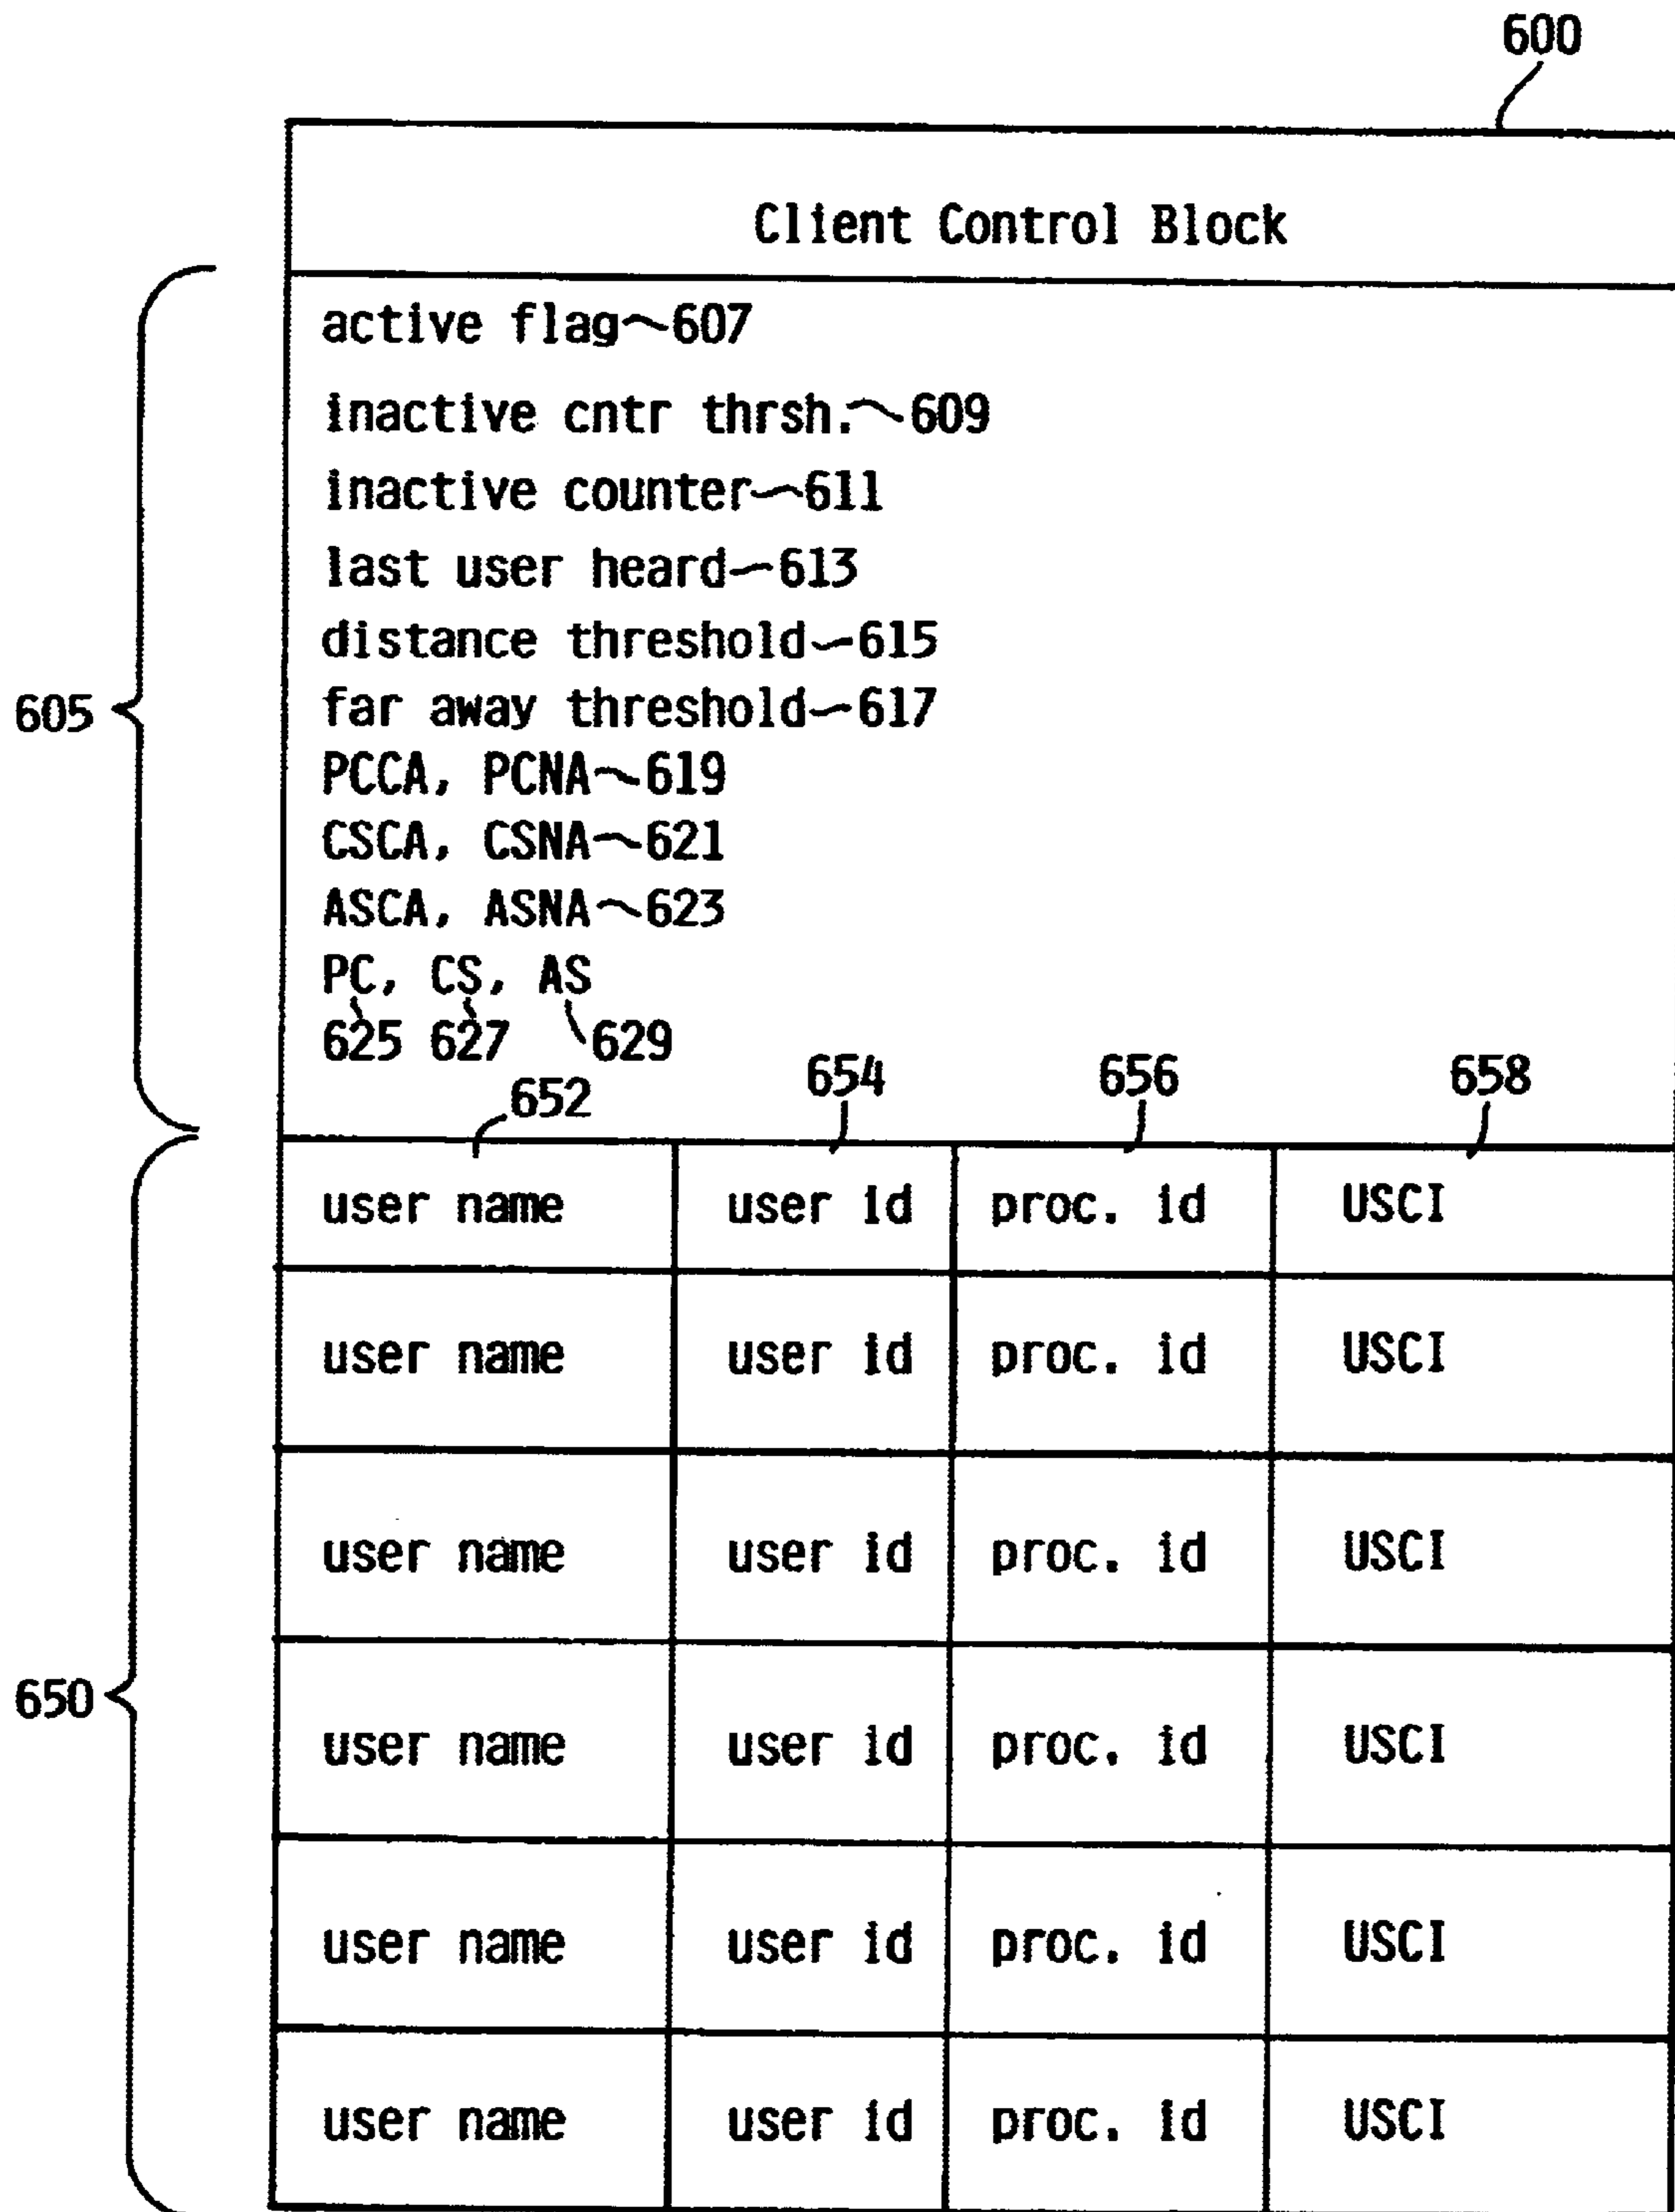 600
Client Control Block
active flag 607
inactive cntr thrsh. 609
inactive counter 611
last user heard 613
distance threshold 615
605
far away threshold 617
PCCA, PCNA 619
CSCA, CSNA 621
ASCA, ASNA 623
PC, CS, AS
625 627 629
652 654 656 658
user name user id proc. id USCI
user name user id proc. id USCI
user name user id proc. id USCI
650
user name user id proc. id USCI
user name user id proc. id USCI
user name user id proc. id USCI